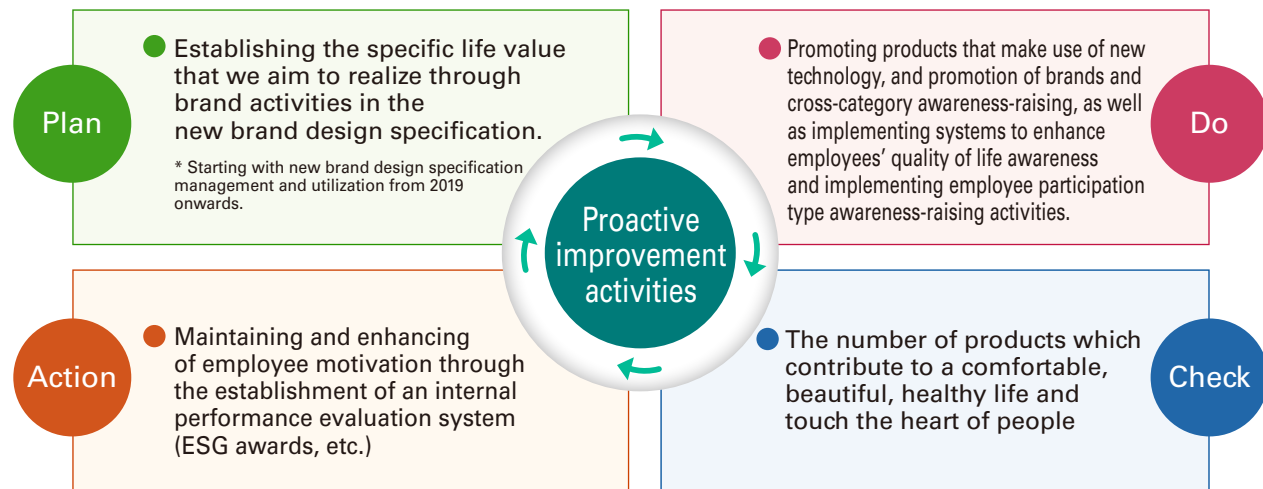 Plan
● Establishing the specific life value
that we aim to realize through
brand activities in the
new brand design specification.
* Starting with new brand design specification
management and utilization from 2019
onwards.
● Promoting products that make use of new
technology, and promotion of brands and
cross-category awareness-raising, as well
as implementing systems to enhance
employees’ quality of life awareness
and implementing employee participation
type awareness-raising activities.
Do
Proactive
improvement
activities
Action
● Maintaining and enhancing
of employee motivation through
the establishment of an internal
performance evaluation system
(ESG awards, etc.)
● The number of products which
contribute to a comfortable,
beautiful, healthy life and
touch the heart of people
Check